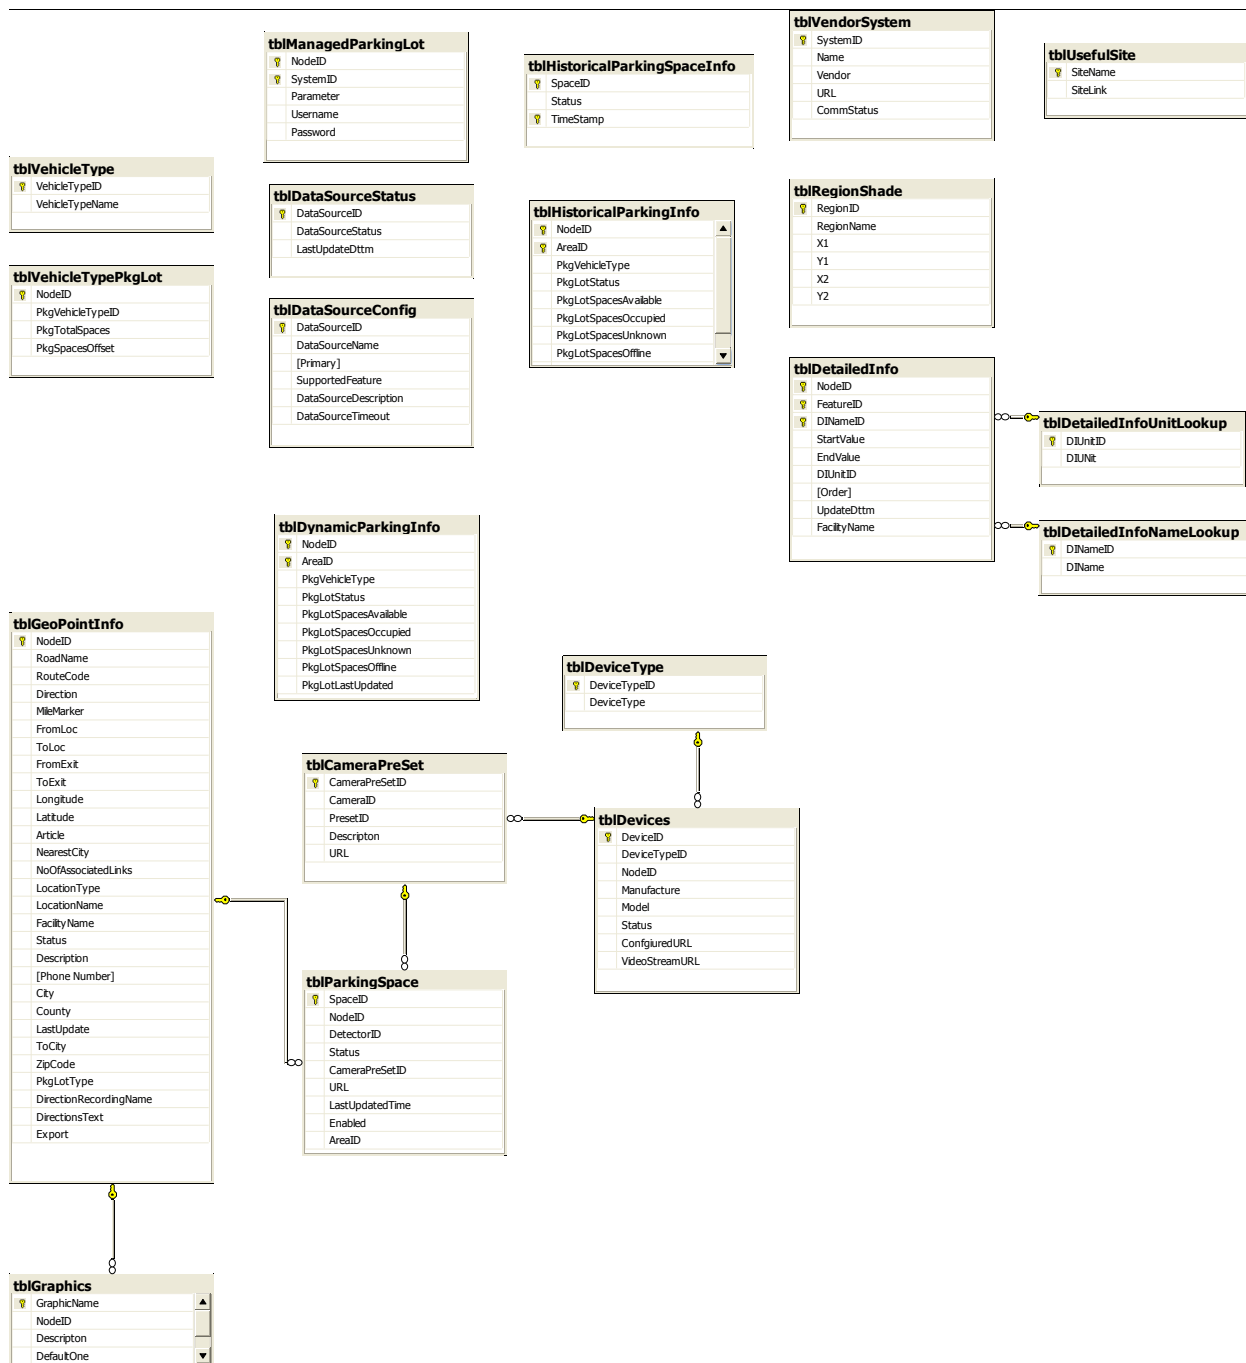 tblVendorSystem
SystemID
Name
Vendor
URL
CommStatus
tblManagedParkingLot
NodeID
SystemID
Parameter
Username
Password
tblHistoricalParkingSpaceInfo
SpaceID
Status
TimeStamp
tblUsefulSite
SiteName
SiteLink
tblVehicleType
VehicleTypeID
VehicleTypeName
tblDataSourceStatus
DataSourceID
DataSourceStatus
LastUpdateDttm
tblHistoricalParkingInfo
NodeID
AreaID
PkgVehicleType
PkgLotStatus
PkgLotSpacesAvailable
PkgLotSpacesOccupied
PkgLotSpacesUnknown
PkgLotSpacesOffline
tblRegionShade
RegionID
RegionName
X1
Y1
X2
Y2
tblVehicleTypePkgLot
NodeID
PkgVehicleTypeID
PkgTotalSpaces
PkgSpacesOffset
tblDataSourceConfig
DataSourceID
DataSourceName
[Primary]
SupportedFeature
DataSourceDescription
DataSourceTimeout
tblDetailedInfo
NodeID
FeatureID
DINameID
StartValue
EndValue
DIUnitID
[Order]
UpdateDttm
FacilityName
tblDetailedInfoUnitLookup
DIUnitID
DIUNit
tblDetailedInfoNameLookup
DINameID
DIName
tblDynamicParkingInfo
NodeID
AreaID
PkgVehicleType
PkgLotStatus
PkgLotSpacesAvailable
PkgLotSpacesOccupied
PkgLotSpacesUnknown
PkgLotSpacesOffline
PkgLotLastUpdated
tblGeoPointInfo
NodeID
RoadName
RouteCode
Direction
MileMarker
FromLoc
ToLoc
FromExit
ToExit
Longitude
Latitude
Article
NearestCity
NoOfAssociatedLinks
LocationType
LocationName
FacilityName
Status
Description
[Phone Number]
City
County
LastUpdate
ToCity
ZipCode
PkgLotType
DirectionRecordingName
DirectionsText
Export
tblDeviceType
DeviceTypeID
DeviceType
tblCameraPreSet
CameraPreSetID
CameraID
PresetID
Descripton
URL
tblDevices
DeviceID
DeviceTypeID
NodeID
Manufacture
Model
Status
ConfgiuredURL
VideoStreamURL
tblParkingSpace
SpaceID
NodeID
DetectorID
Status
CameraPreSetID
URL
LastUpdatedTime
Enabled
AreaID
tblGraphics
GraphicName
NodeID
Descripton
DefaultOne